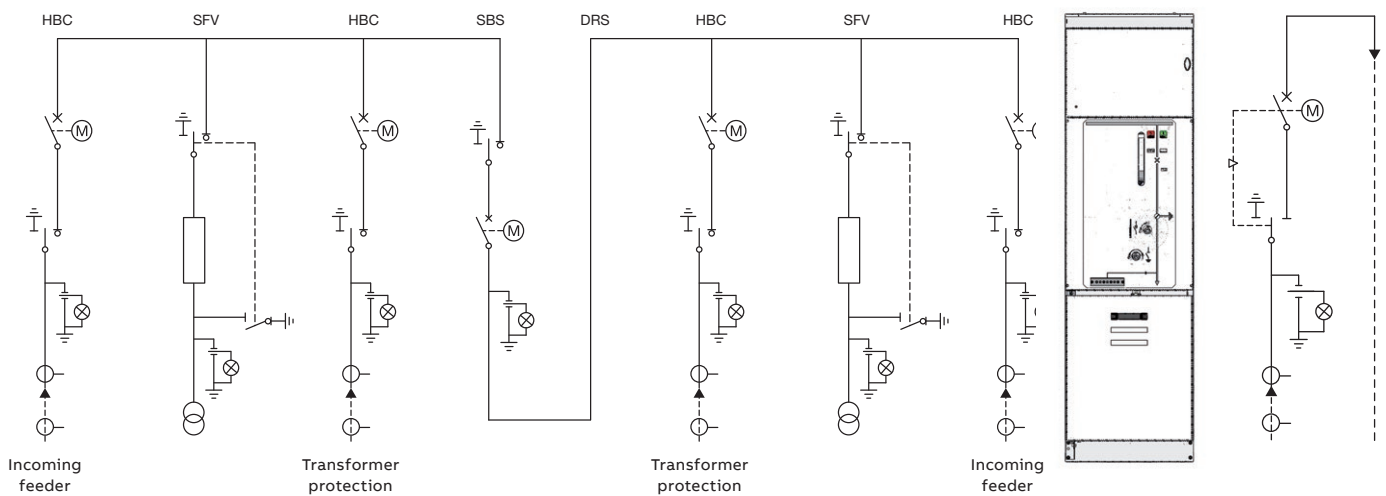 HBC SFV HBC SBS DRS HBC SFV HBC
M M M M M
M M
Incoming Transformer Transformer Incoming
feeder protection protection feeder